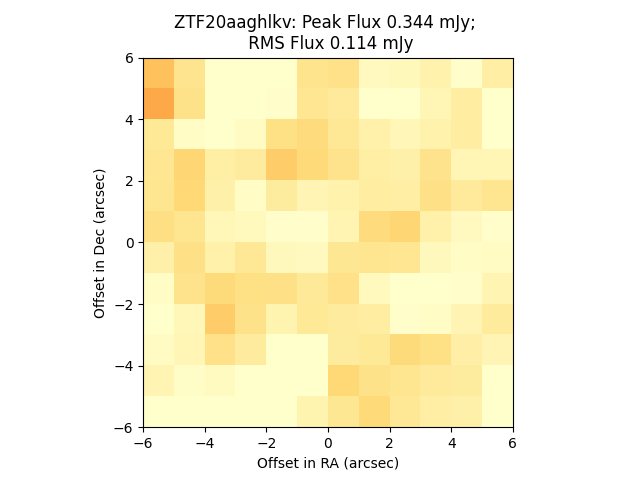 ZTF20aaghlkv: Peak Flux 0.344 mJy;
RMS Flux 0.114 mJy
6
4
2
0
−2
−4
−6
Offset in Dec (arcsec)
−6 −4 −2 0 2 4 6
Offset in RA (arcsec)